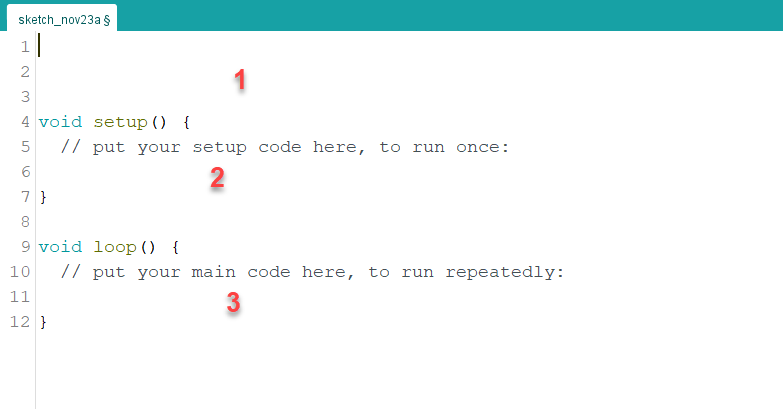 sketch_nov23a §
1
2
1
3
4 void setup() {
5 // put your setup code here, to run once:
6
2
7 }
8
9 void loop() {
10 // put your main code here, to run repeatedly:
11
3
12 }